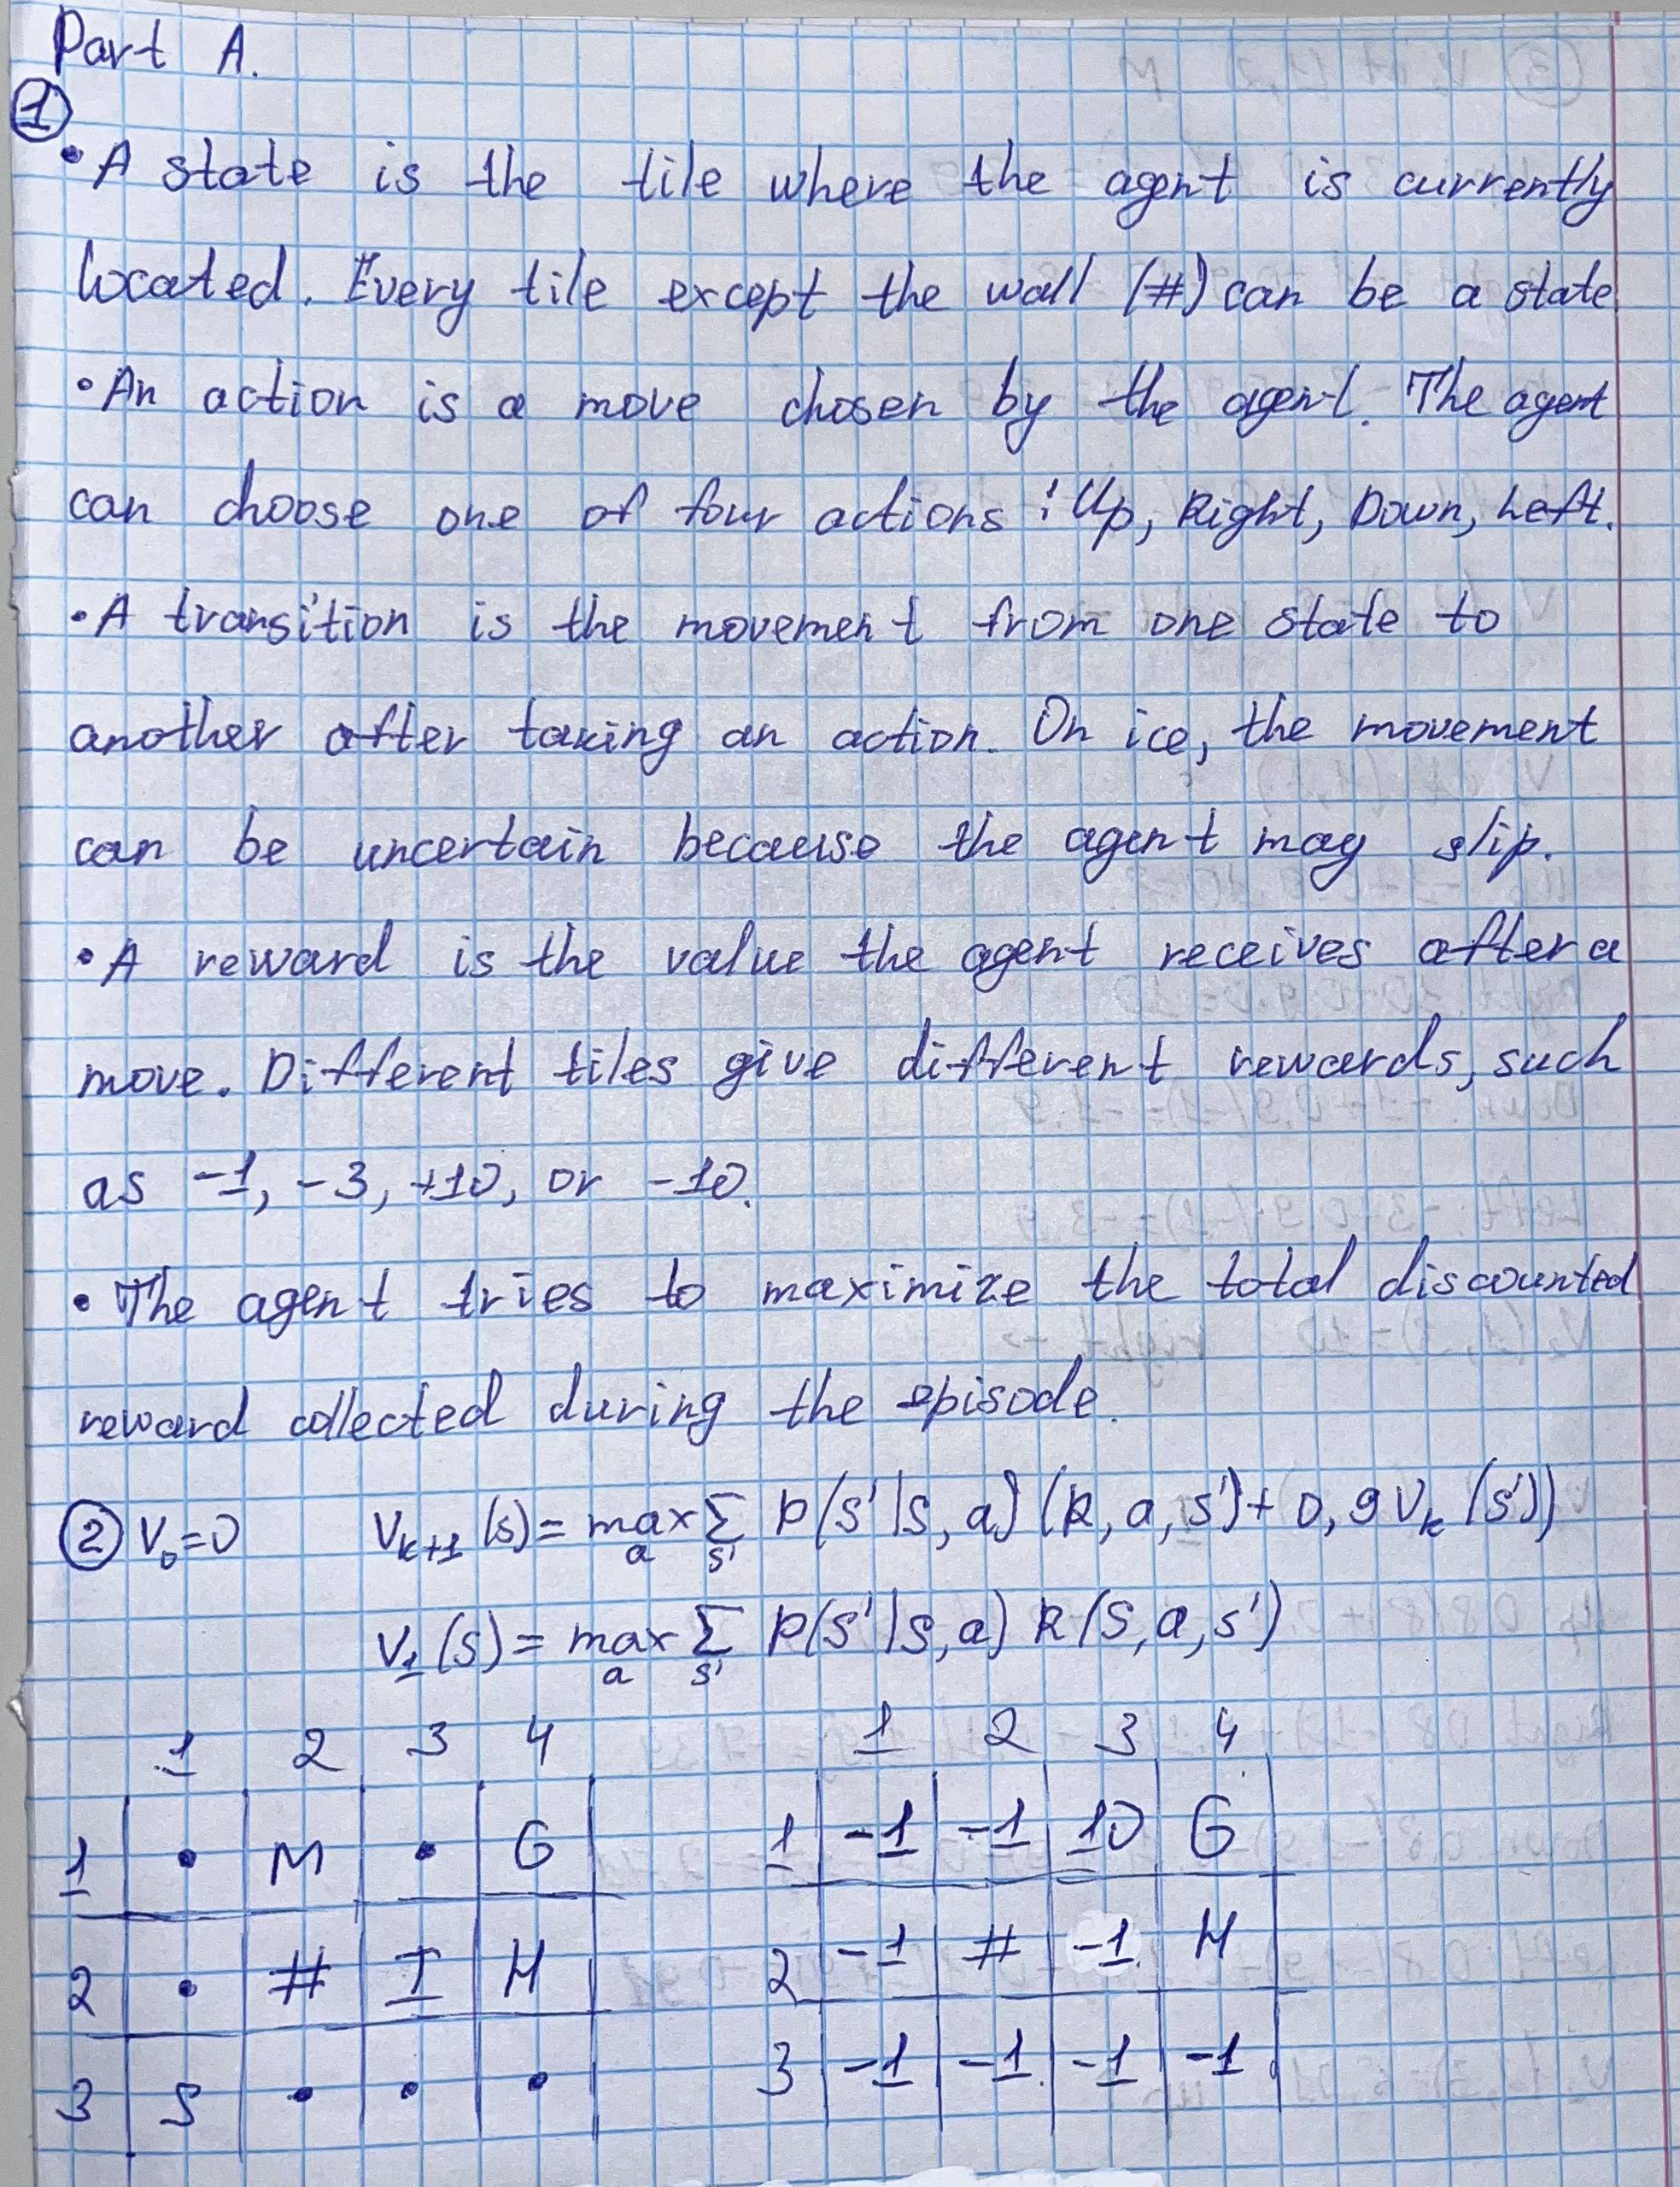 Part A.
①
• A state is the tile where the agent is currently
located. Every tile except the wall (#) can be a state
• An action is a move chosen by the agent. The agent
can choose one of four actions: Up, Right, Down, Left.
• A transition is the movement from one state to
another after taking an action. On ice, the movement
can be uncertain because the agent may slip.
• A reward is the value the agent receives after a
move. Different tiles give different rewards, such
as -1, -3, +10, or -10.
• The agent tries to maximize the total discounted
reward collected during the episode.
② V₀=0 Vₖ₊₁(s)= max_a Σ_s' P(s'|s, a) (R, a, s')+ 0,9 Vₖ(s'))
V₁(s)= max_a Σ_s' P(s'|s,a) R(s,a,s')
1 2 3 4 1 2 3 4
1 • M • G 1 -1 -1 10 G
2 • # I H 2 -1 # -1 H
3 S • • • 3 -1 -1 -1 -1